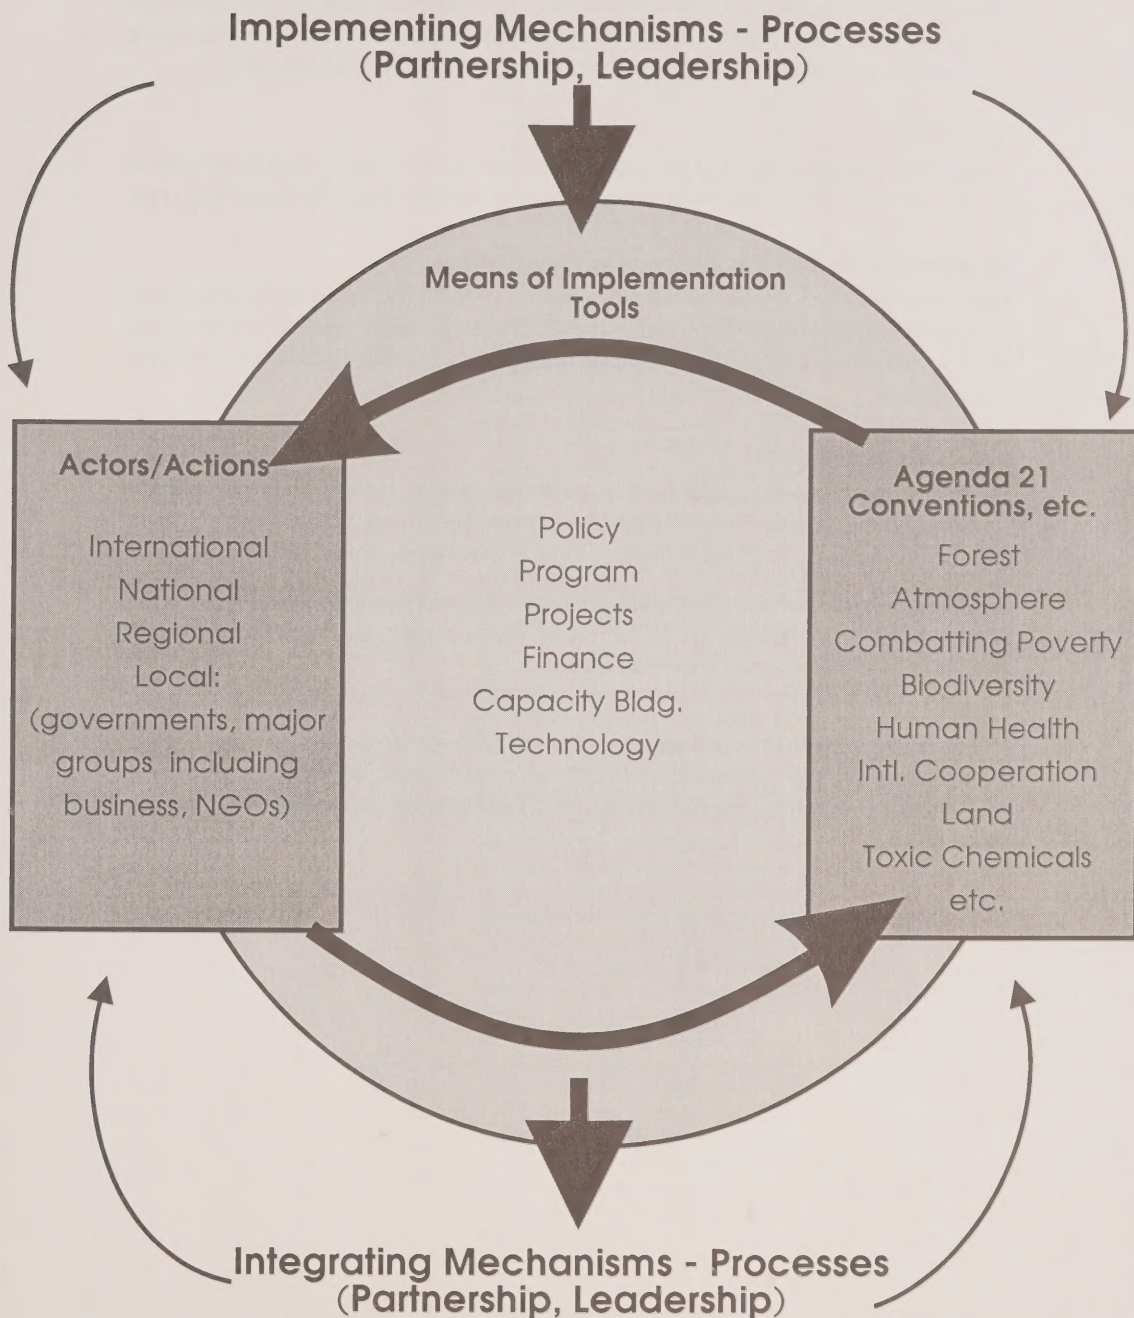 Implementing Mechanisms - Processes
(Partnership, Leadership)
Means of Implementation
Tools
Actors/Actions
International
National
Regional
Local:
(governments, major
groups including
business, NGOs)
Policy
Program
Projects
Finance
Capacity Bldg.
Technology
Agenda 21
Conventions, etc.
Forest
Atmosphere
Combatting Poverty
Biodiversity
Human Health
Intl. Cooperation
Land
Toxic Chemicals
etc.
Integrating Mechanisms - Processes
(Partnership, Leadership)